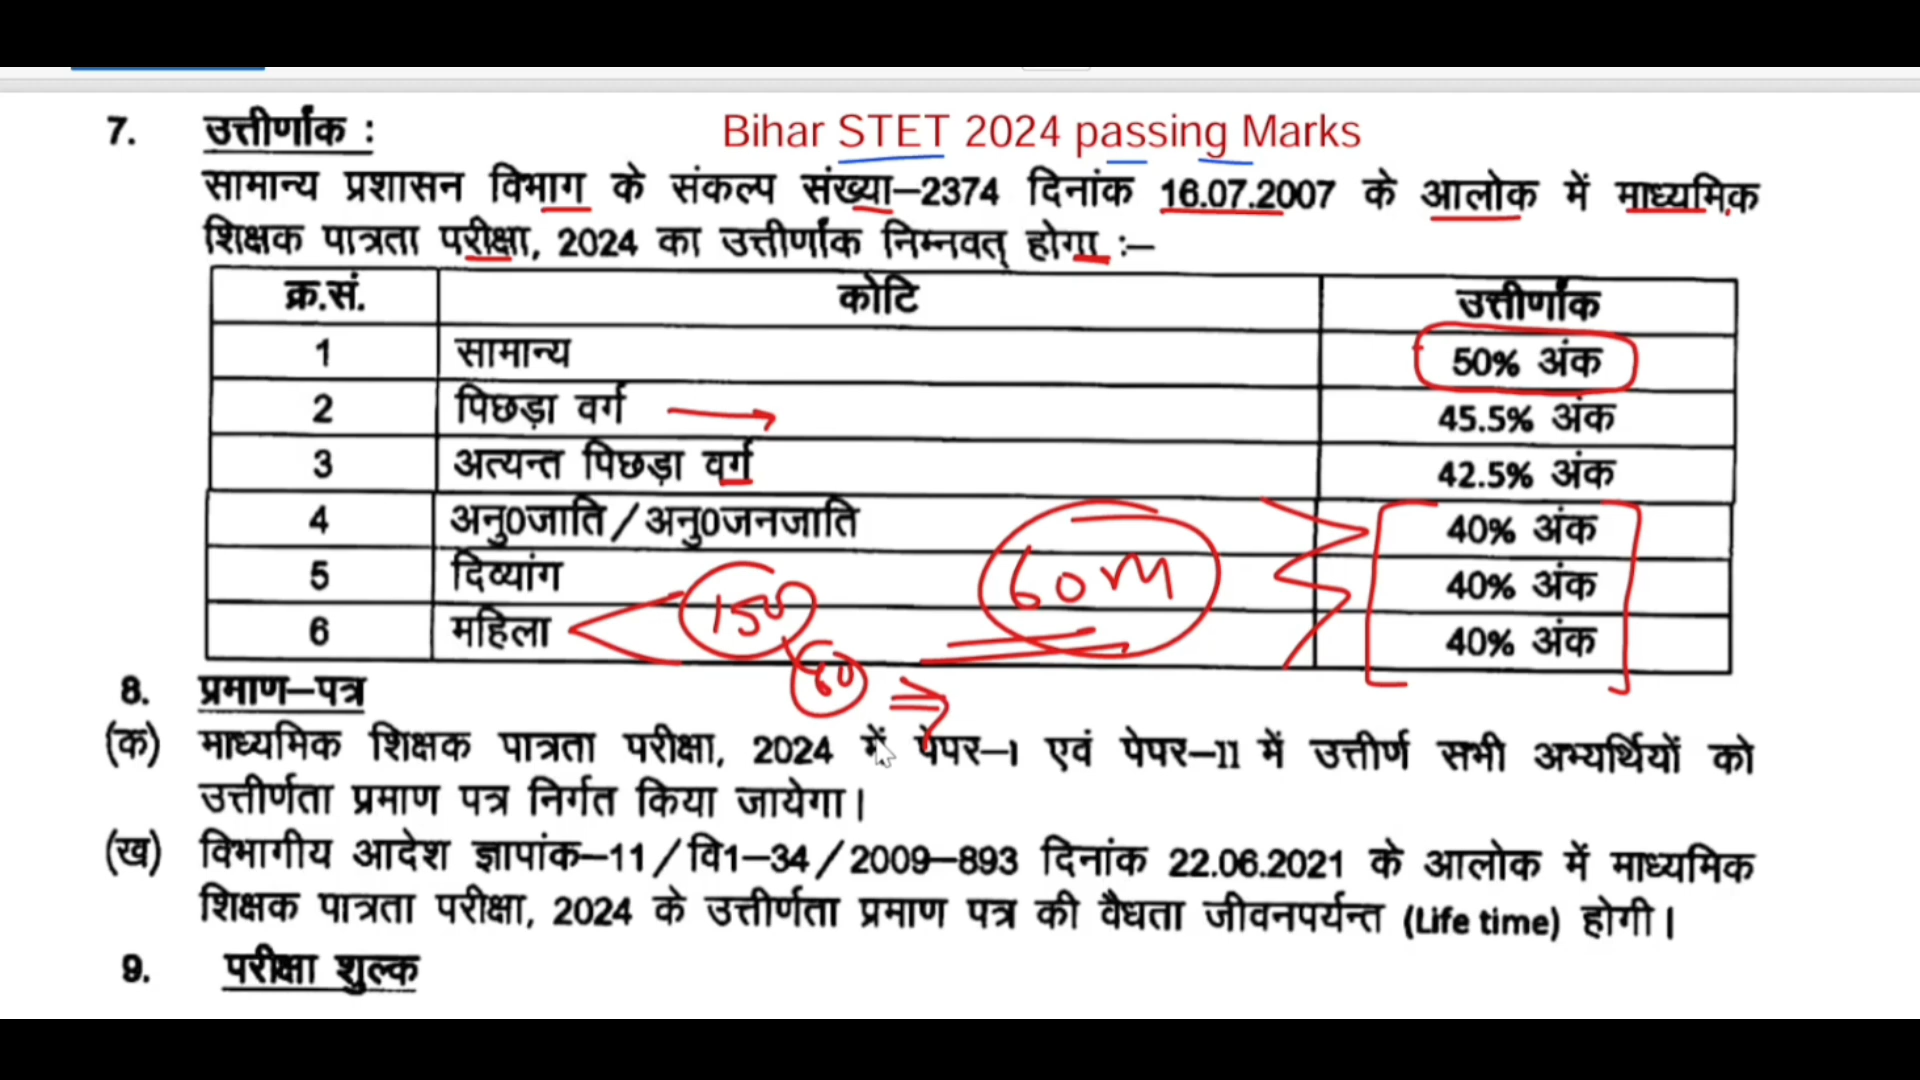 7. उत्तीर्णांक : Bihar STET 2024 passing Marks
सामान्य प्रशासन विभाग के संकल्प संख्या–2374 दिनांक 16.07.2007 के आलोक में माध्यमिक
शिक्षक पात्रता परीक्षा, 2024 का उत्तीर्णांक निम्नवत् होगा :–
क्र.सं. कोटि उत्तीर्णांक
1 सामान्य 50% अंक
2 पिछड़ा वर्ग 45.5% अंक
3 अत्यन्त पिछड़ा वर्ग 42.5% अंक
4 अनु0जाति / अनु0जनजाति 40% अंक
5 दिव्यांग 60 M 40% अंक
6 महिला 150 40% अंक
60
8. प्रमाण–पत्र
(क) माध्यमिक शिक्षक पात्रता परीक्षा, 2024 में पेपर–I एवं पेपर–II में उत्तीर्ण सभी अभ्यर्थियों को
उत्तीर्णता प्रमाण पत्र निर्गत किया जायेगा।
(ख) विभागीय आदेश ज्ञापांक–11 / वि1–34 / 2009–893 दिनांक 22.06.2021 के आलोक में माध्यमिक
शिक्षक पात्रता परीक्षा, 2024 के उत्तीर्णता प्रमाण पत्र की वैधता जीवनपर्यन्त (Life time) होगी।
9. परीक्षा शुल्क